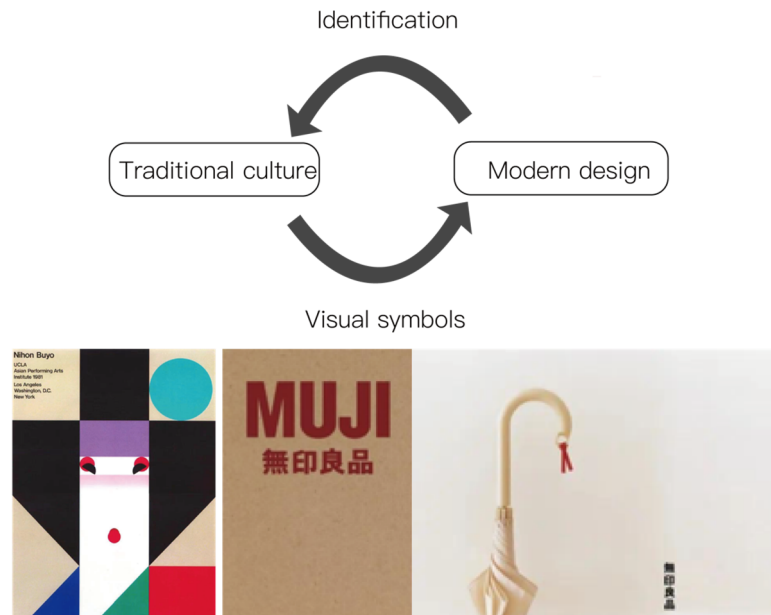 Identification
Traditional culture
Modern design
Visual symbols
Nihon Buyo
UCLA
Asian Performing Arts
Institute 1981
Los Angeles
Washington, D.C.
New York
MUJI
無印良品
無印良品